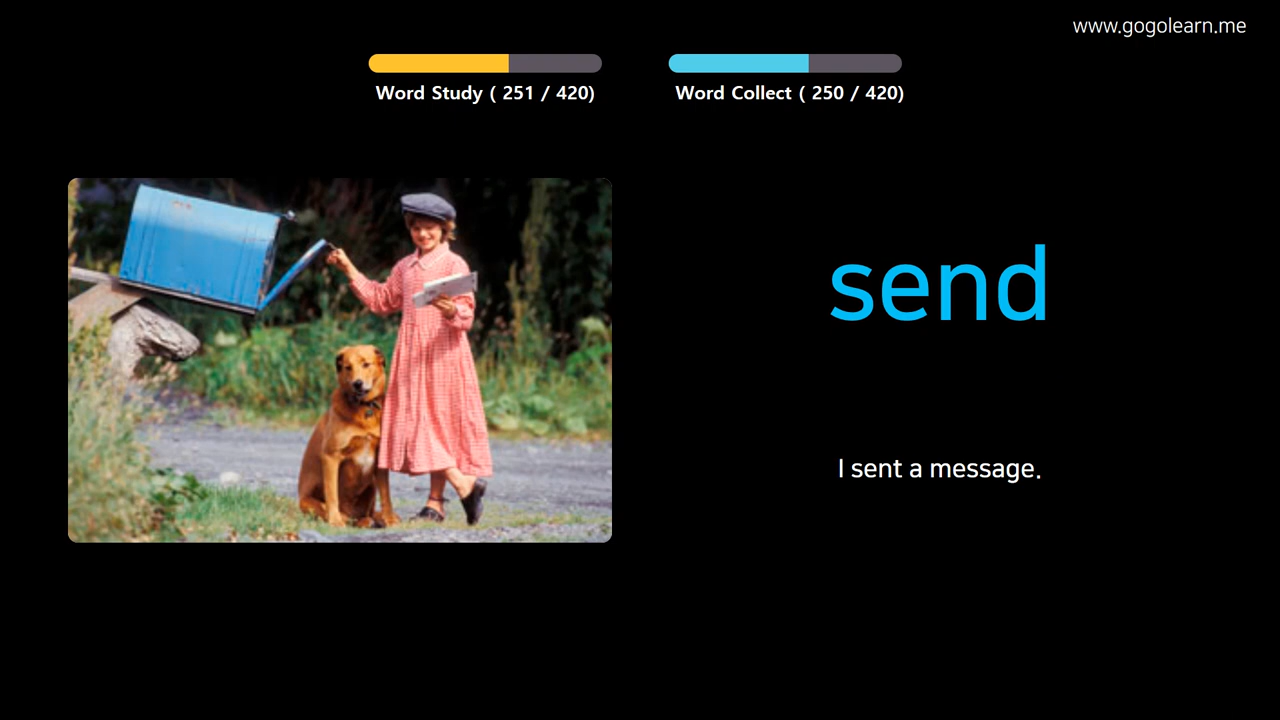 www.gogolearn.me
Word Study ( 251 / 420)
Word Collect ( 250 / 420)
send
I sent a message.